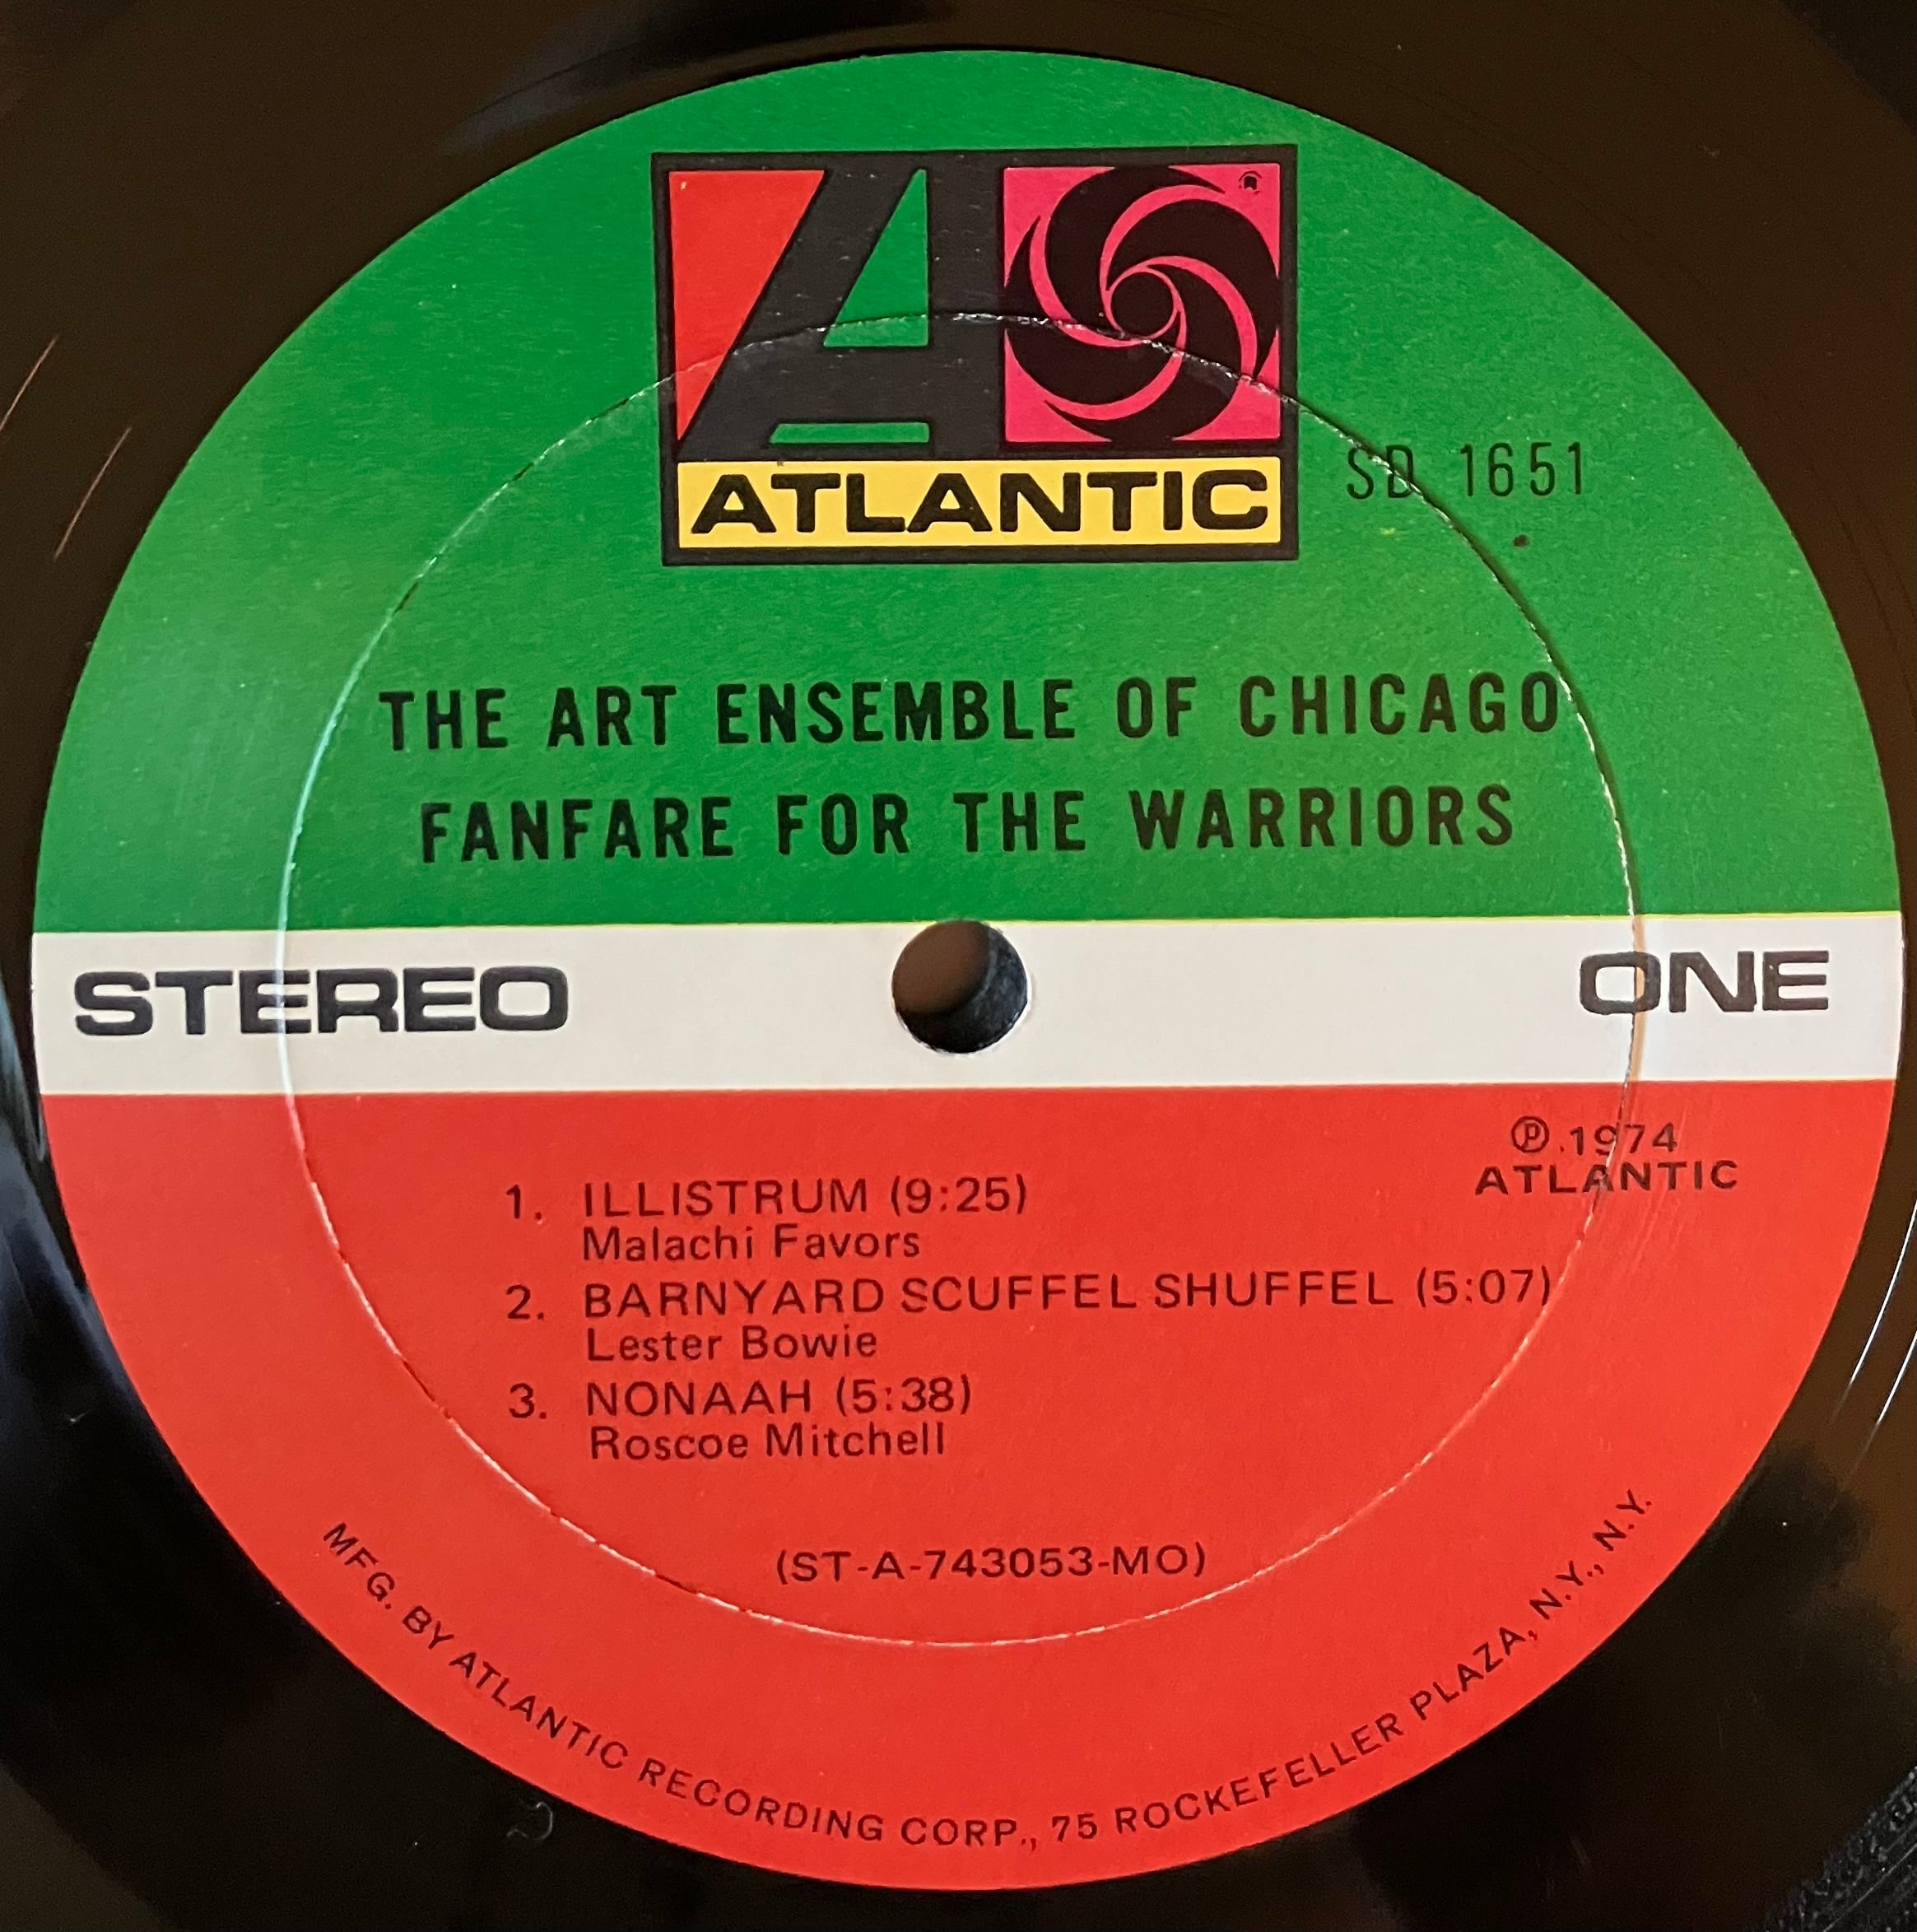 ATLANTIC
SD 1651
THE ART ENSEMBLE OF CHICAGO
FANFARE FOR THE WARRIORS
STEREO
ONE
℗ 1974
ATLANTIC
1. ILLISTRUM (9:25)
Malachi Favors
2. BARNYARD SCUFFEL SHUFFEL (5:07)
Lester Bowie
3. NONAAH (5:38)
Roscoe Mitchell
(ST-A-743053-MO)
MFG. BY ATLANTIC RECORDING CORP., 75 ROCKEFELLER PLAZA, N.Y., N.Y.